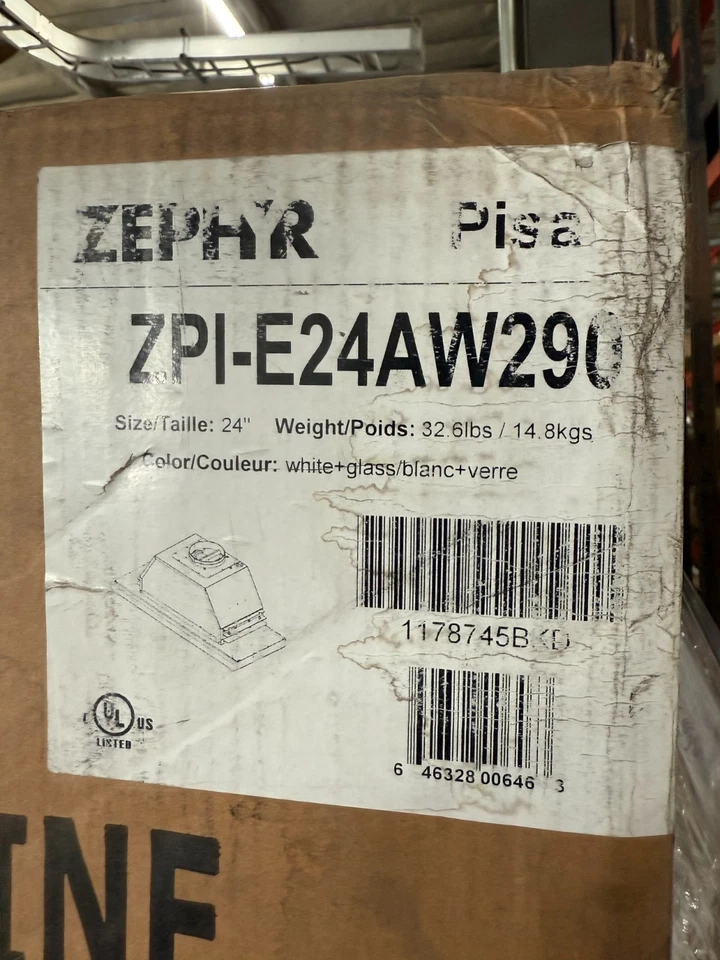 ZEPHYR Pisa
ZPI-E24AW290
Size/Taille: 24" Weight/Poids: 32.6lbs / 14.8kgs
Color/Couleur: white+glass/blanc+verre
6 46328 00646 3
C UL US
LISTED
INE